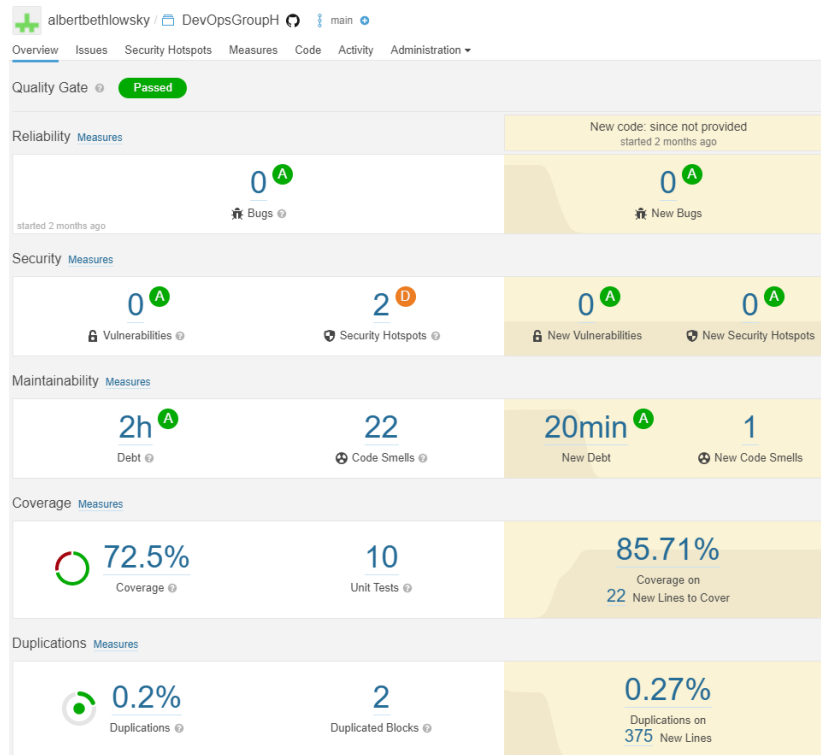 albertbethlowsky / DevOpsGroupH main
Overview Issues Security Hotspots Measures Code Activity Administration
Quality Gate ? Passed
New code: since not provided
started 2 months ago
Reliability Measures
0 A
Bugs ?
started 2 months ago
0 A
New Bugs
Security Measures
0 A
Vulnerabilities ?
2 D
Security Hotspots ?
0 A
New Vulnerabilities
0 A
New Security Hotspots
Maintainability Measures
2h A
Debt ?
22
Code Smells ?
20min A
New Debt
1
New Code Smells
Coverage Measures
72.5%
Coverage ?
10
Unit Tests ?
85.71%
Coverage on
22 New Lines to Cover
Duplications Measures
0.2%
Duplications ?
2
Duplicated Blocks ?
0.27%
Duplications on
375 New Lines